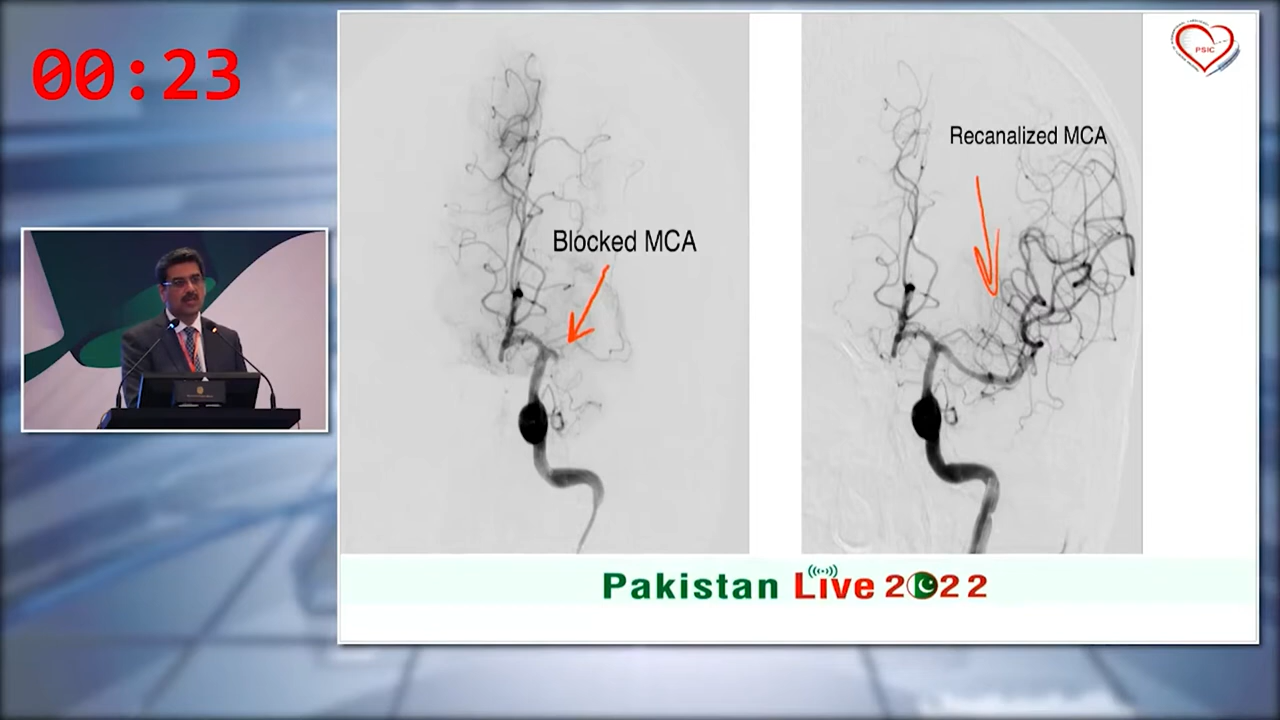 00:23
Blocked MCA
Recanalized MCA
PSIC
Pakistan Live 2022